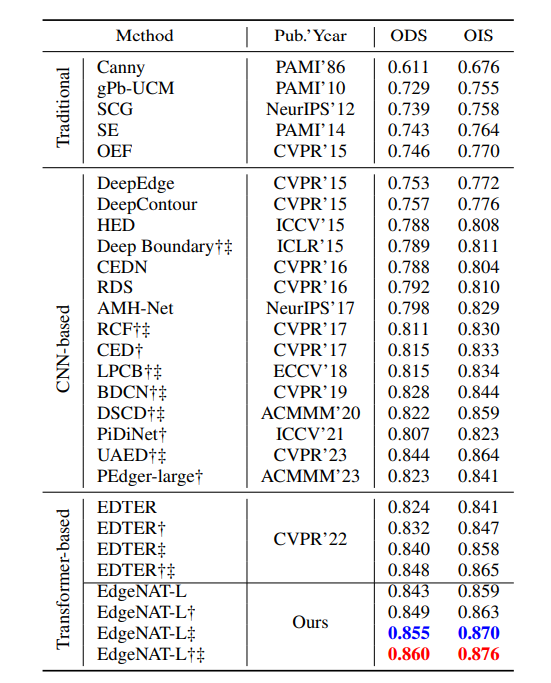 Method Pub.'Year ODS OIS
Traditional
Canny PAMI'86 0.611 0.676
gPb-UCM PAMI'10 0.729 0.755
SCG NeurIPS'12 0.739 0.758
SE PAMI'14 0.743 0.764
OEF CVPR'15 0.746 0.770
CNN-based
DeepEdge CVPR'15 0.753 0.772
DeepContour CVPR'15 0.757 0.776
HED ICCV'15 0.788 0.808
Deep Boundary†‡ ICLR'15 0.789 0.811
CEDN CVPR'16 0.788 0.804
RDS CVPR'16 0.792 0.810
AMH-Net NeurIPS'17 0.798 0.829
RCF†‡ CVPR'17 0.811 0.830
CED† CVPR'17 0.815 0.833
LPCB†‡ ECCV'18 0.815 0.834
BDCN†‡ CVPR'19 0.828 0.844
DSCD†‡ ACMMM'20 0.822 0.859
PiDiNet† ICCV'21 0.807 0.823
UAED†‡ CVPR'23 0.844 0.864
PEdger-large† ACMMM'23 0.823 0.841
Transformer-based
EDTER 0.824 0.841
EDTER† 0.832 0.847
CVPR'22
EDTER‡ 0.840 0.858
EDTER†‡ 0.848 0.865
EdgeNAT-L 0.843 0.859
EdgeNAT-L† 0.849 0.863
Ours
EdgeNAT-L‡ 0.855 0.870
EdgeNAT-L†‡ 0.860 0.876